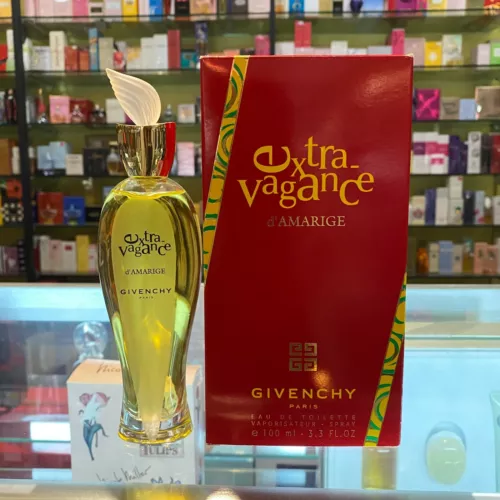 extra-
vagance
d'AMARIGE
GIVENCHY
PARIS
extra-
vagance
d'AMARIGE
GIVENCHY
PARIS
EAU DE TOILETTE
VAPORISATEUR - SPRAY
e 100 ml - 3.3 FL.OZ
TULIPS